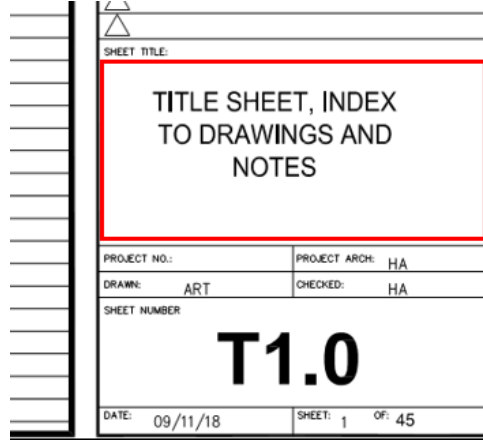 SHEET TITLE:
TITLE SHEET, INDEX
TO DRAWINGS AND
NOTES
PROJECT NO.: PROJECT ARCH: HA
DRAWN: ART CHECKED: HA
SHEET NUMBER
T1.0
DATE: 09/11/18 SHEET: 1 OF: 45